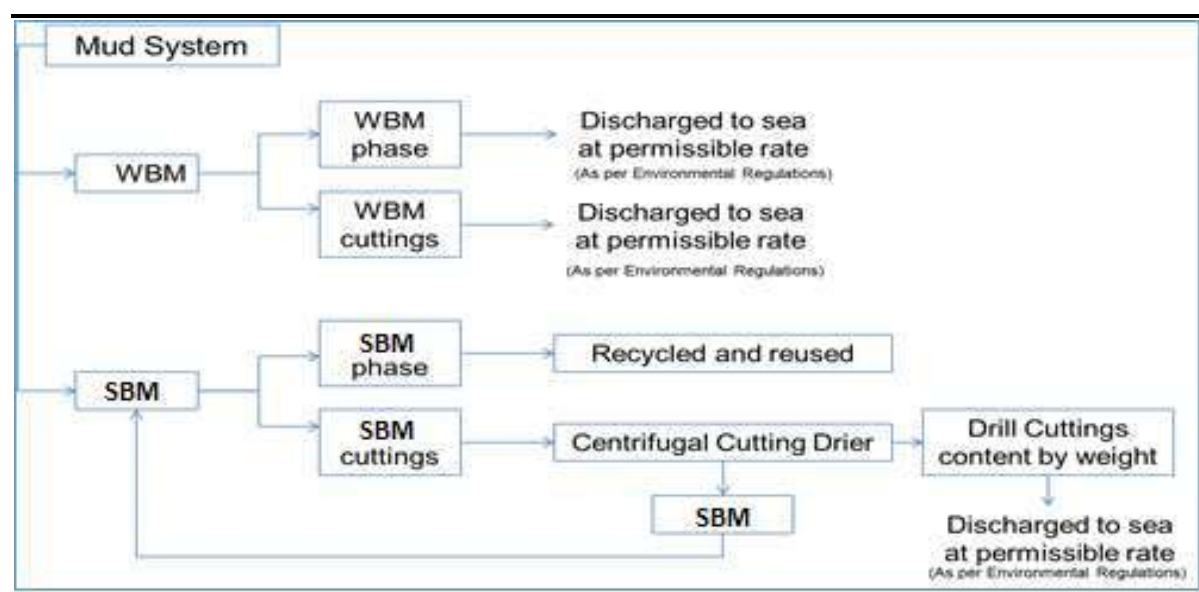 Mud System
WBM
WBM
phase
Discharged to sea
at permissible rate
(As per Environmental Regulations)
WBM
cuttings
Discharged to sea
at permissible rate
(As per Environmental Regulations)
SBM
SBM
phase
Recycled and reused
SBM
cuttings
Centrifugal Cutting Drier
Drill Cuttings
content by weight
SBM
Discharged to sea
at permissible rate
(As per Environmental Regulations)